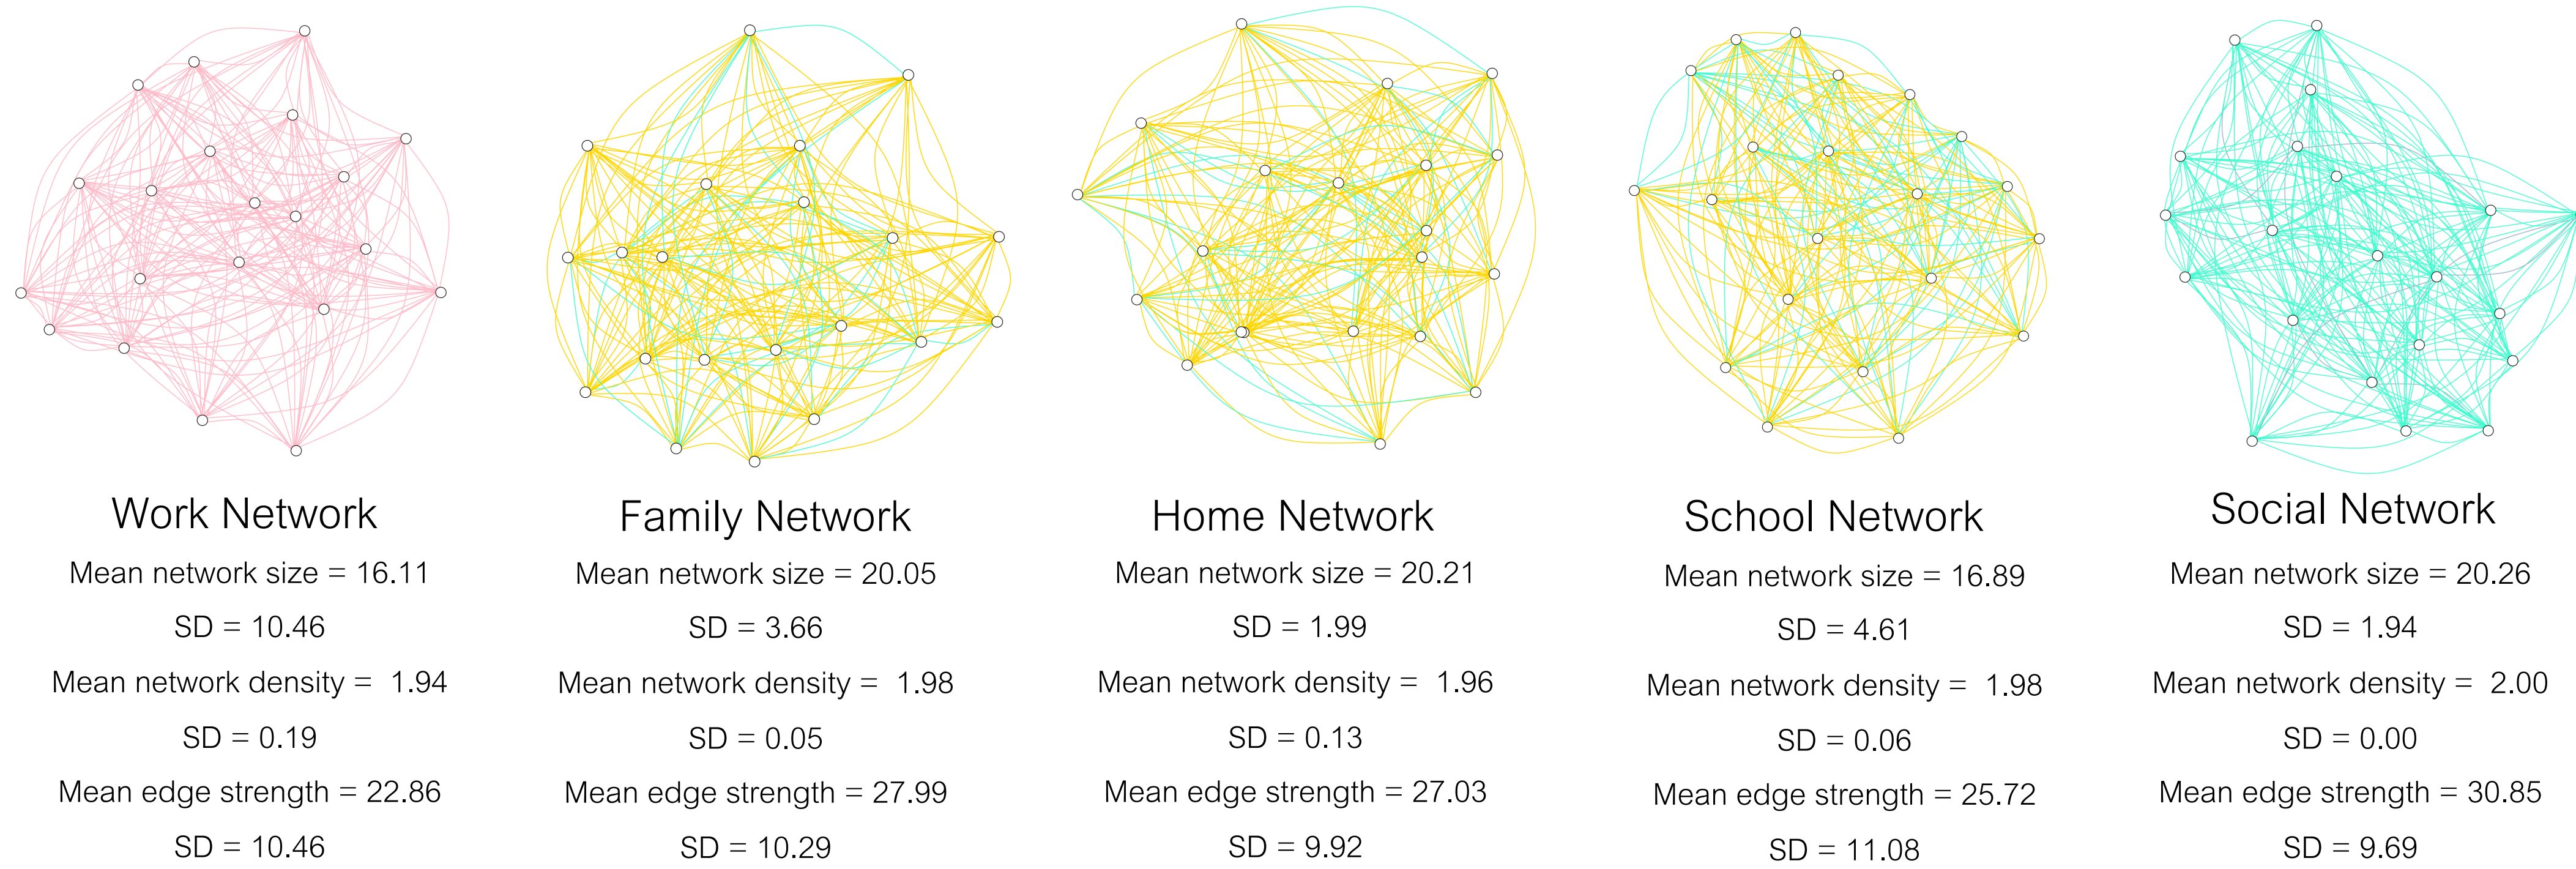 Work Network
Mean network size = 16.11
SD = 10.46
Mean network density =  1.94
SD = 0.19
Mean edge strength = 22.86
SD = 10.46
Family Network
Mean network size = 20.05
SD = 3.66
Mean network density =  1.98
SD = 0.05
Mean edge strength = 27.99
SD = 10.29
Home Network
Mean network size = 20.21
SD = 1.99
Mean network density =  1.96
SD = 0.13
Mean edge strength = 27.03
SD = 9.92
School Network
Mean network size = 16.89
SD = 4.61
Mean network density =  1.98
SD = 0.06
Mean edge strength = 25.72
SD = 11.08
Social Network
Mean network size = 20.26
SD = 1.94
Mean network density =  2.00
SD = 0.00
Mean edge strength = 30.85
SD = 9.69